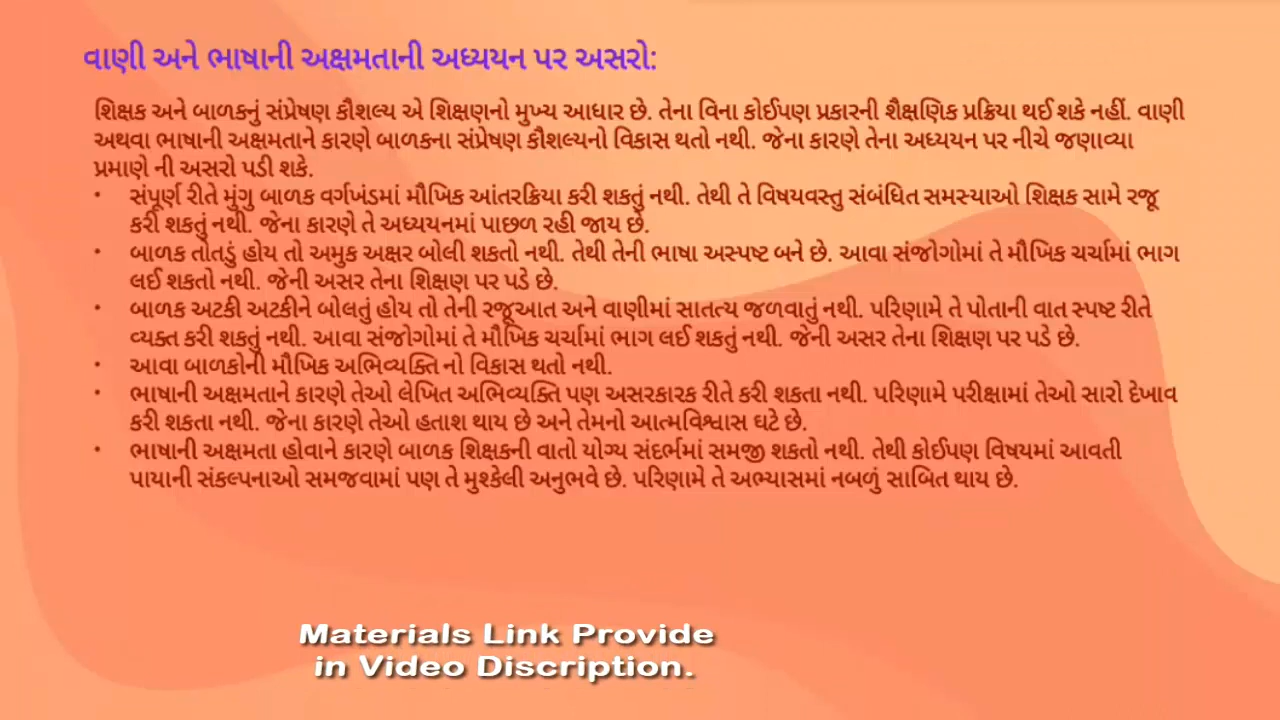 વાણી અને ભાષાની અક્ષમતાની અધ્યયન પર અસરો:
શિક્ષક અને બાળકનું સંપ્રેષણ કૌશલ્ય એ શિક્ષણનો મુખ્ય આધાર છે. તેના વિના કોઈપણ પ્રકારની શૈક્ષણિક પ્રક્રિયા થઈ શકે નહીં. વાણી
અથવા ભાષાની અક્ષમતાને કારણે બાળકના સંપ્રેષણ કૌશલ્યનો વિકાસ થતો નથી. જેના કારણે તેના અધ્યયન પર નીચે જણાવ્યા
પ્રમાણે ની અસરો પડી શકે.
• સંપૂર્ણ રીતે મુંગુ બાળક વર્ગખંડમાં મૌખિક આંતરક્રિયા કરી શકતું નથી. તેથી તે વિષયવસ્તુ સંબંધિત સમસ્યાઓ શિક્ષક સામે રજૂ
કરી શકતું નથી. જેના કારણે તે અધ્યયનમાં પાછળ રહી જાય છે.
• બાળક તોતડું હોય તો અમુક અક્ષર બોલી શકતો નથી. તેથી તેની ભાષા અસ્પષ્ટ બને છે. આવા સંજોગોમાં તે મૌખિક ચર્ચામાં ભાગ
લઈ શકતો નથી. જેની અસર તેના શિક્ષણ પર પડે છે.
• બાળક અટકી અટકીને બોલતું હોય તો તેની રજૂઆત અને વાણીમાં સાતત્ય જળવાતું નથી. પરિણામે તે પોતાની વાત સ્પષ્ટ રીતે
વ્યક્ત કરી શકતું નથી. આવા સંજોગોમાં તે મૌખિક ચર્ચામાં ભાગ લઈ શકતું નથી. જેની અસર તેના શિક્ષણ પર પડે છે.
• આવા બાળકોની મૌખિક અભિવ્યક્તિ નો વિકાસ થતો નથી.
• ભાષાની અક્ષમતાને કારણે તેઓ લેખિત અભિવ્યક્તિ પણ અસરકારક રીતે કરી શકતા નથી. પરિણામે પરીક્ષામાં તેઓ સારો દેખાવ
કરી શકતા નથી. જેના કારણે તેઓ હતાશ થાય છે અને તેમનો આત્મવિશ્વાસ ઘટે છે.
• ભાષાની અક્ષમતા હોવાને કારણે બાળક શિક્ષકની વાતો યોગ્ય સંદર્ભમાં સમજી શકતો નથી. તેથી કોઈપણ વિષયમાં આવતી
પાયાની સંકલ્પનાઓ સમજવામાં પણ તે મુશ્કેલી અનુભવે છે. પરિણામે તે અભ્યાસમાં નબળું સાબિત થાય છે.
Materials Link Provide
in Video Discription.